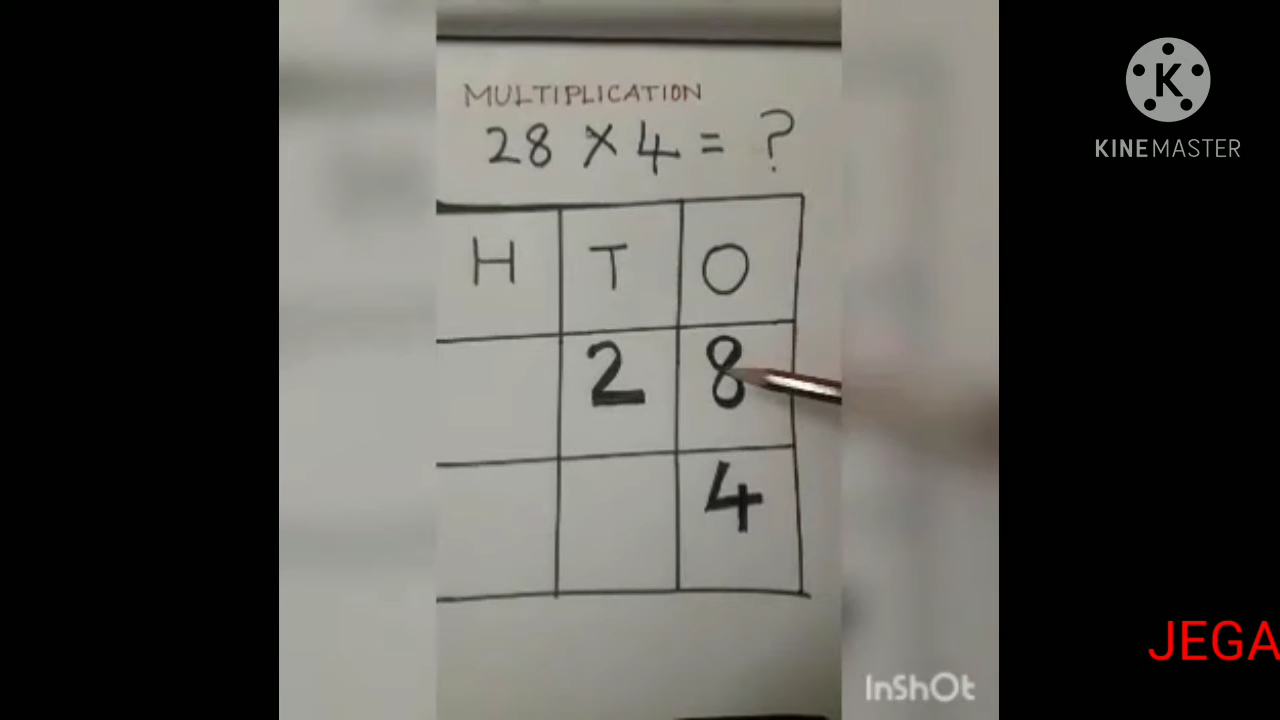 MULTIPLICATION
28 × 4 = ?
H T O
2 8
4
KINEMASTER
JEGA
InShOt